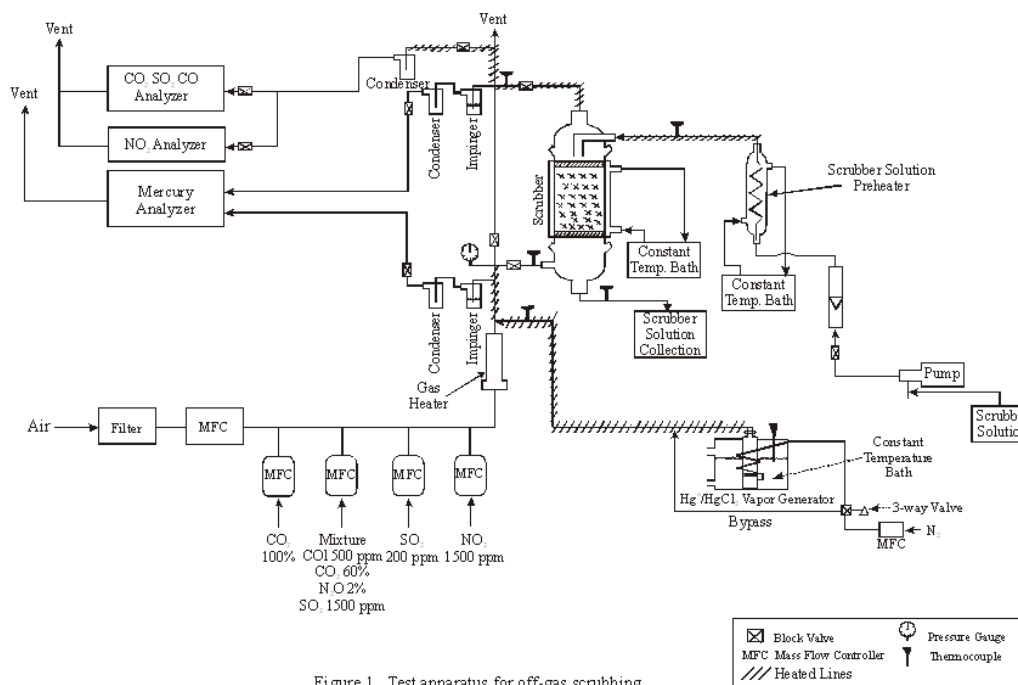 Vent
Vent
Vent
CO2 SO2 CO
Analyzer
Condenser
NO2 Analyzer
Mercury
Analyzer
Condenser
Impinger
Scrubber
Scrubber Solution
Preheater
Constant
Temp. Bath
Constant
Temp. Bath
Condenser
Impinger
Scrubber
Solution
Collection
Gas
Heater
Pump
Scrubb
Solutio
Air
Filter
MFC
MFC
MFC
MFC
MFC
Constant
Temperature
Bath
Hg°/HgCl2 Vapor Generator
3-way Valve
Bypass
MFC
N2
CO2
100%
Mixture
CO1500 ppm
CO2 60%
N2O 2%
SO2 1500 ppm
SO2
200 ppm
NO2
1500 ppm
Block Valve
Pressure Gauge
MFC Mass Flow Controller
Thermocouple
Heated Lines
Figure 1. Test apparatus for off-gas scrubbing